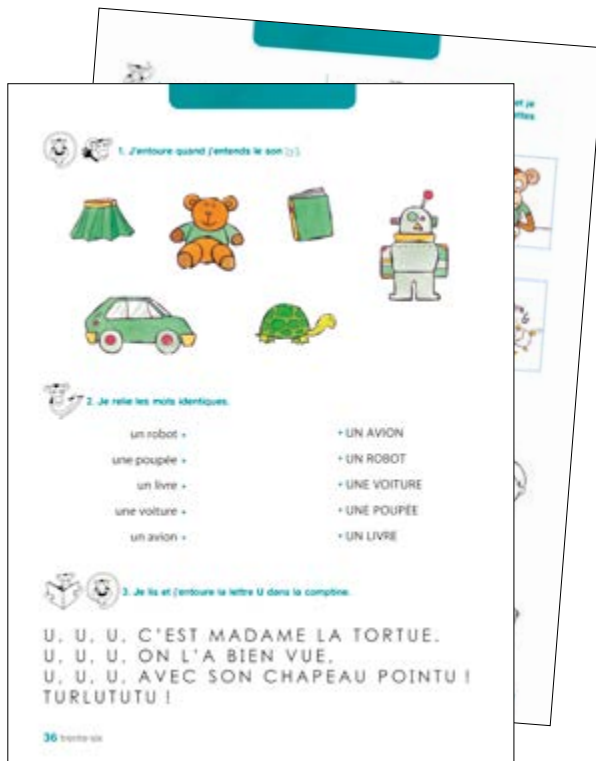 et je
ettes
1. J'entoure quand j'entends le son [y].
2. Je relie les mots identiques.
un robot • • UN AVION
une poupée • • UN ROBOT
un livre • • UNE VOITURE
une voiture • • UNE POUPÉE
un avion • • UN LIVRE
3. Je lis et j'entoure la lettre U dans la comptine.
U, U, U, C'EST MADAME LA TORTUE.
U, U, U, ON L'A BIEN VUE,
U, U, U, AVEC SON CHAPEAU POINTU !
TURLUTUTU !
36 trente-six